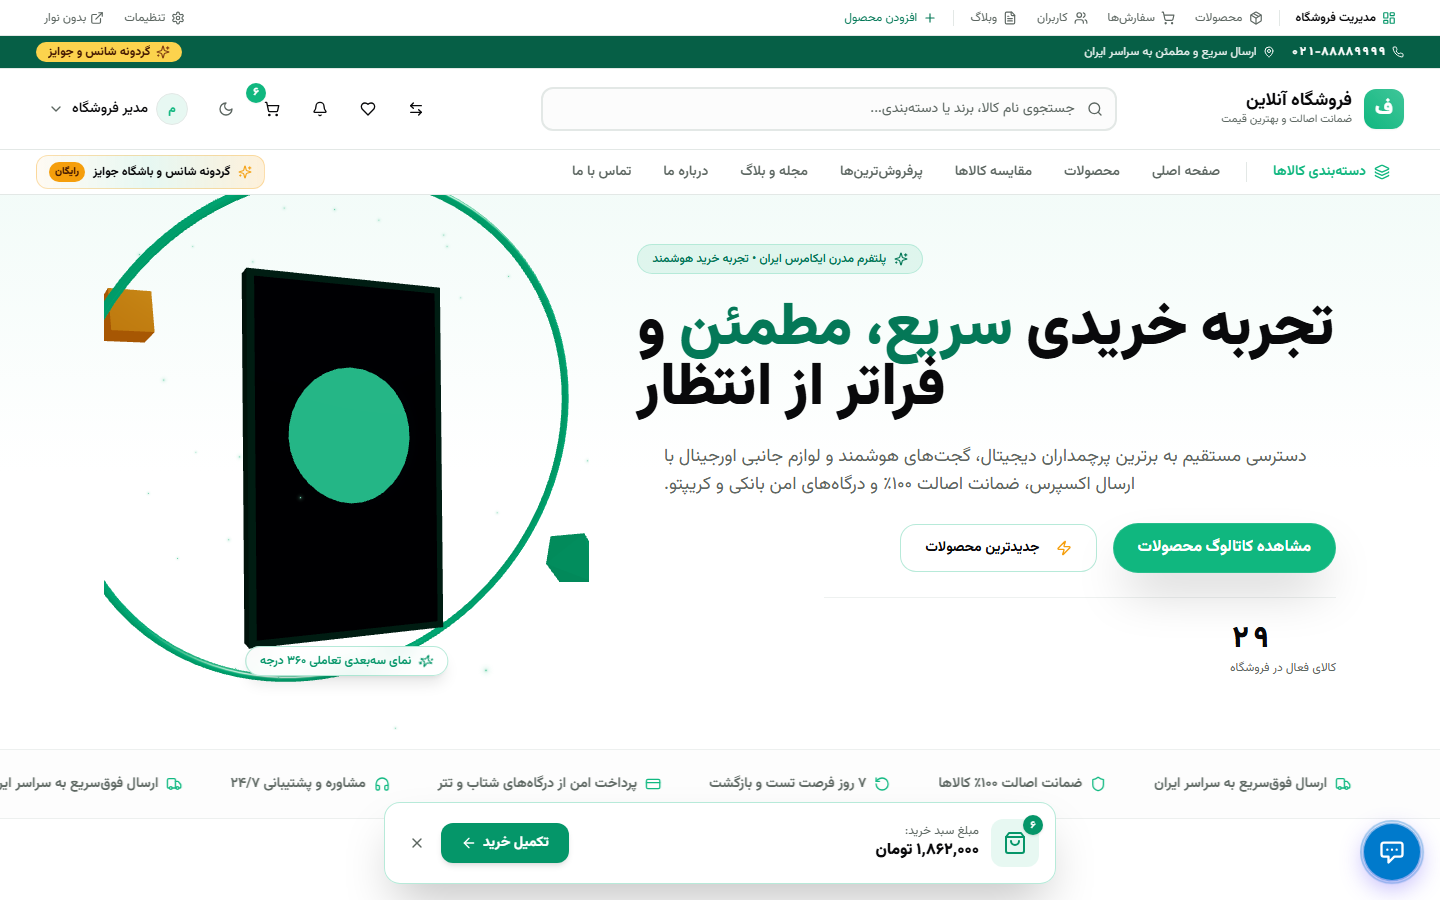 مدیریت فروشگاه
محصولات
سفارش‌ها
کاربران
وبلاگ
افزودن محصول
تنظیمات
بدون نوار
۰۲۱-۸۸۸۸۹۹۹۹
ارسال سریع و مطمئن به سراسر ایران
گردونه شانس و جوایز
ف
فروشگاه آنلاین
ضمانت اصالت و بهترین قیمت
جستجوی نام کالا، برند یا دسته‌بندی...
۶
م
مدیر فروشگاه
دسته‌بندی کالاها
صفحه اصلی
محصولات
مقایسه کالاها
پرفروش‌ترین‌ها
مجله و بلاگ
درباره ما
تماس با ما
گردونه شانس و باشگاه جوایز
رایگان
پلتفرم مدرن ایکامرس ایران • تجربه خرید هوشمند
تجربه خریدی سریع، مطمئن و
فراتر از انتظار
دسترسی مستقیم به برترین پرچمداران دیجیتال، گجت‌های هوشمند و لوازم جانبی اورجینال با
ارسال اکسپرس، ضمانت اصالت ۱۰۰٪ و درگاه‌های امن بانکی و کریپتو.
مشاهده کاتالوگ محصولات
جدیدترین محصولات
۲۹
کالای فعال در فروشگاه
نمای سه‌بعدی تعاملی ۳۶۰ درجه
ارسال فوق‌سریع به سراسر ایران
ضمانت اصالت ۱۰۰٪ کالاها
۷ روز فرصت تست و بازگشت
پرداخت امن از درگاه‌های شتاب و تتر
مشاوره و پشتیبانی ۲۴/۷
ارسال فوق‌سریع به سراسر ایر
۶
مبلغ سبد خرید:
۱,۸۶۲,۰۰۰ تومان
تکمیل خرید